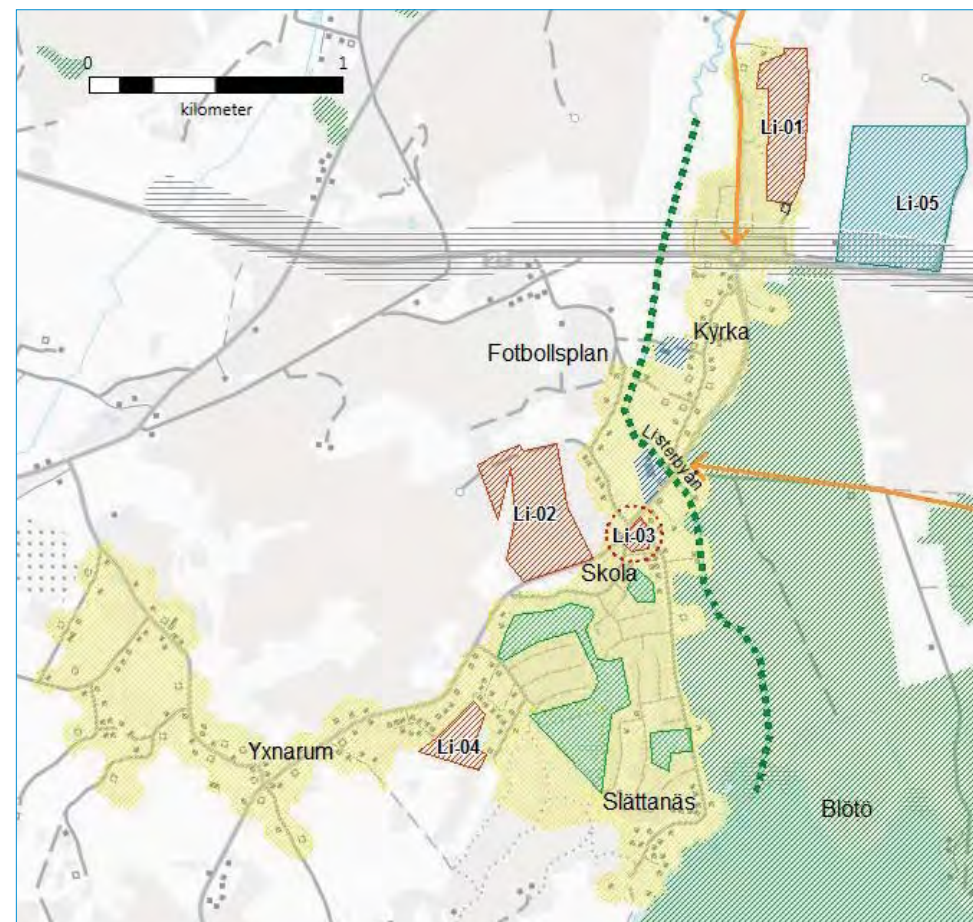 0 1
kilometer
Li-01
Li-05
Kyrka
Fotbollsplan
Listerbyån
Li-02
Li-03
Skola
Li-04
Yxnarum
Slättanäs
Blötö